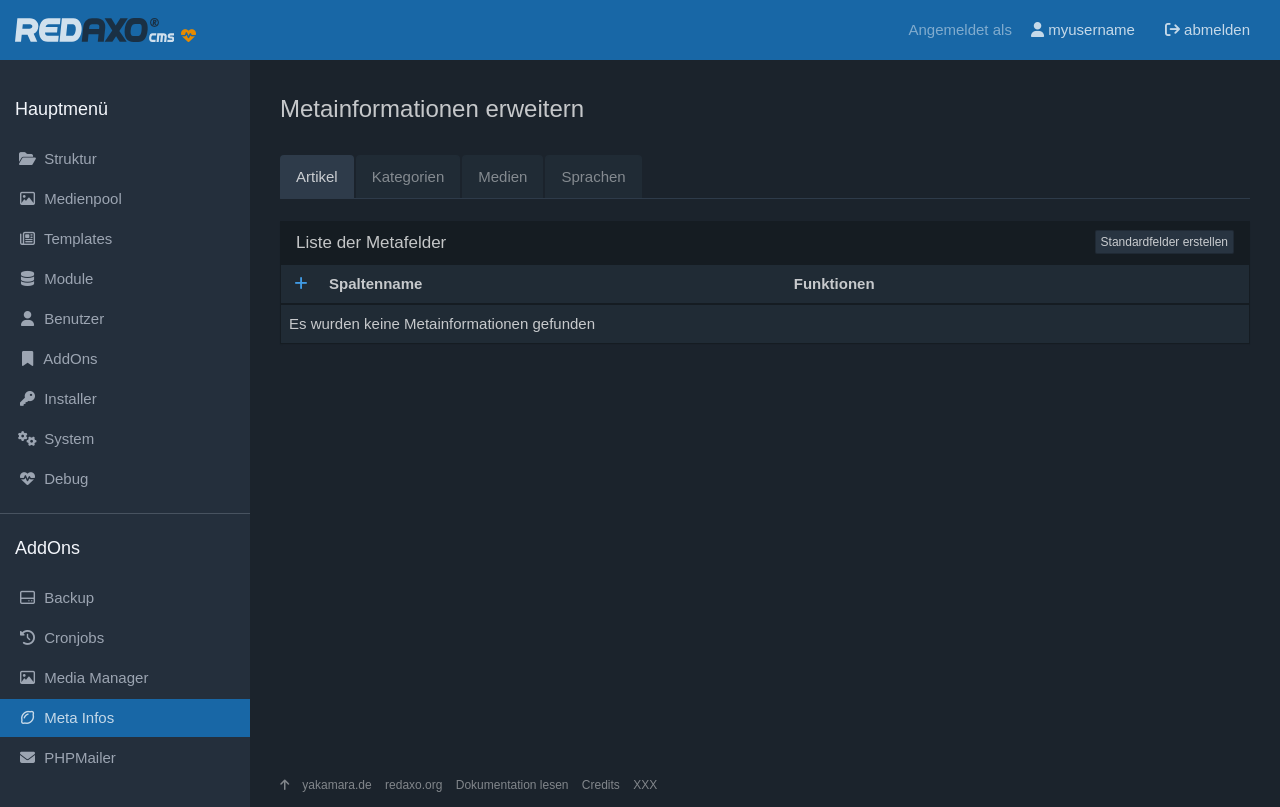 REDAXO® cms
Angemeldet als myusername abmelden
Hauptmenü
Struktur
Medienpool
Templates
Module
Benutzer
AddOns
Installer
System
Debug
AddOns
Backup
Cronjobs
Media Manager
Meta Infos
PHPMailer
Metainformationen erweitern
Artikel Kategorien Medien Sprachen
Liste der Metafelder Standardfelder erstellen
Spaltenname Funktionen
Es wurden keine Metainformationen gefunden
yakamara.de redaxo.org Dokumentation lesen Credits XXX